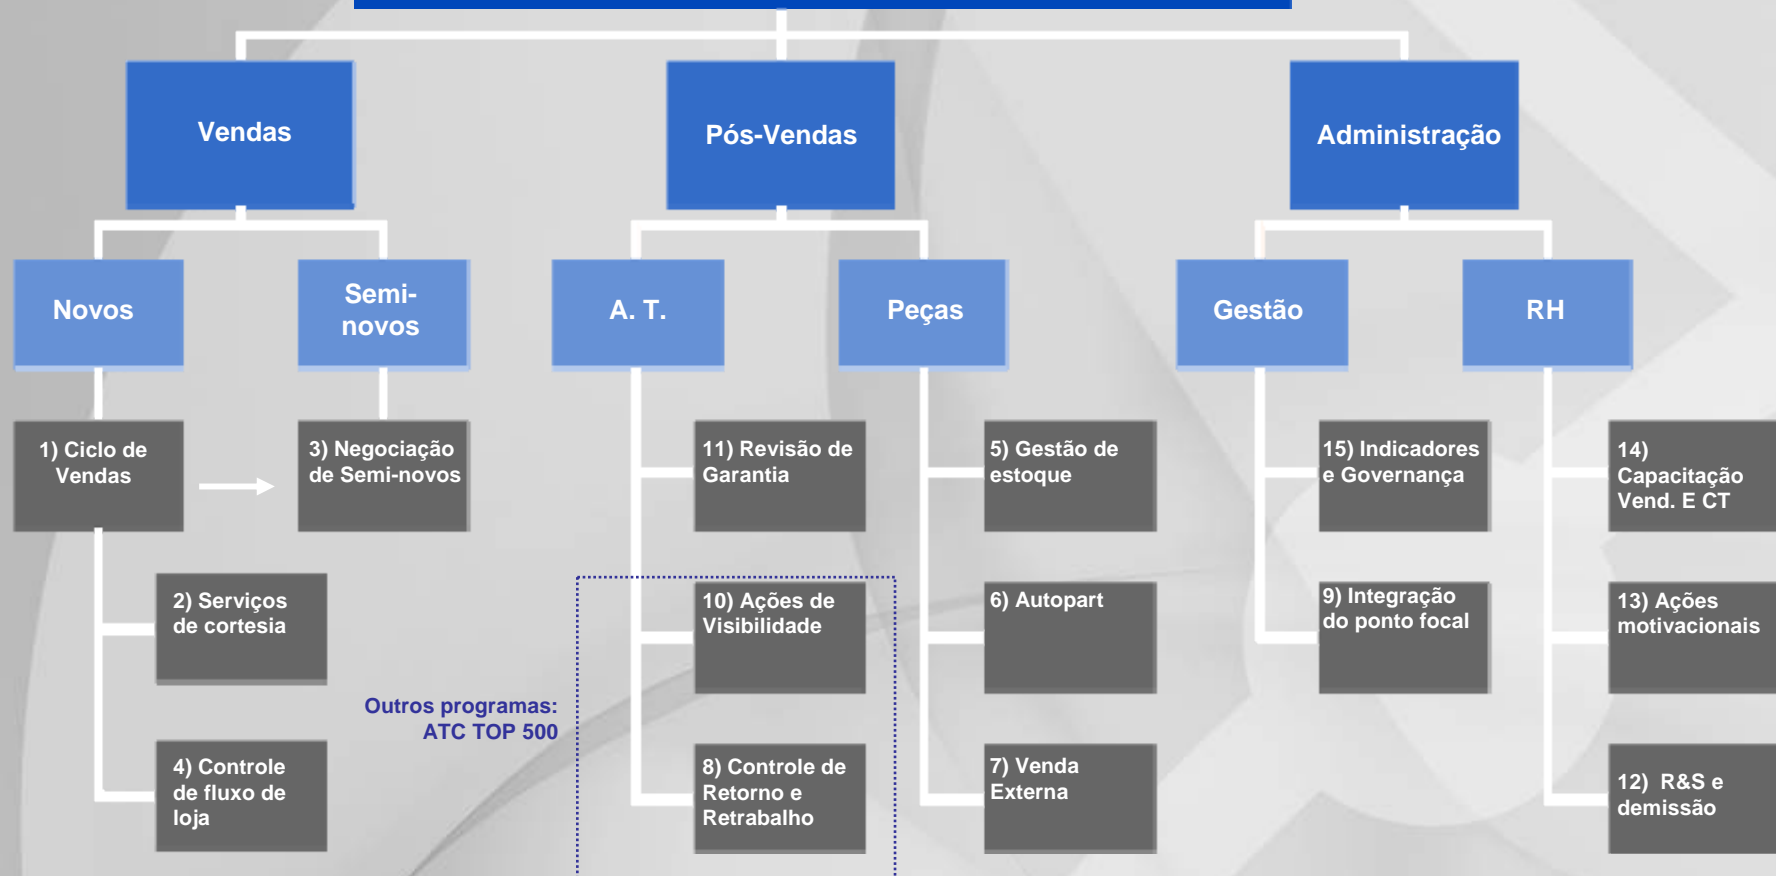 Vendas
Pós-Vendas
Administração
Novos
Semi-
novos
A. T.
Peças
Gestão
RH
1) Ciclo de
Vendas
3) Negociação
de Semi-novos
11) Revisão de
Garantia
5) Gestão de
estoque
15) Indicadores
e Governança
14)
Capacitação
Vend. E CT
2) Serviços
de cortesia
10) Ações de
Visibilidade
6) Autopart
9) Integração
do ponto focal
13) Ações
motivacionais
Outros programas:
ATC TOP 500
4) Controle
de fluxo de
loja
8) Controle de
Retorno e
Retrabalho
7) Venda
Externa
12)  R&S e
demissão